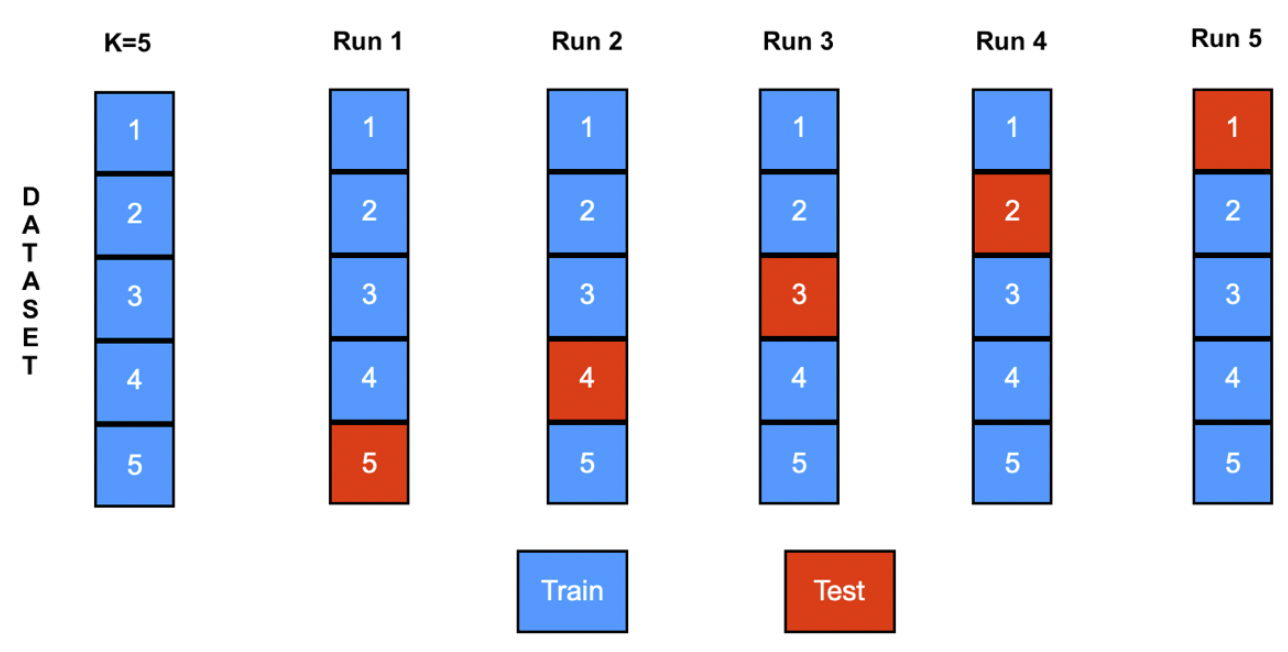 K=5 Run 1 Run 2 Run 3 Run 4 Run 5
DATASET
1 1 1 1 1 1
2 2 2 2 2 2
3 3 3 3 3 3
4 4 4 4 4 4
5 5 5 5 5 5
Train Test